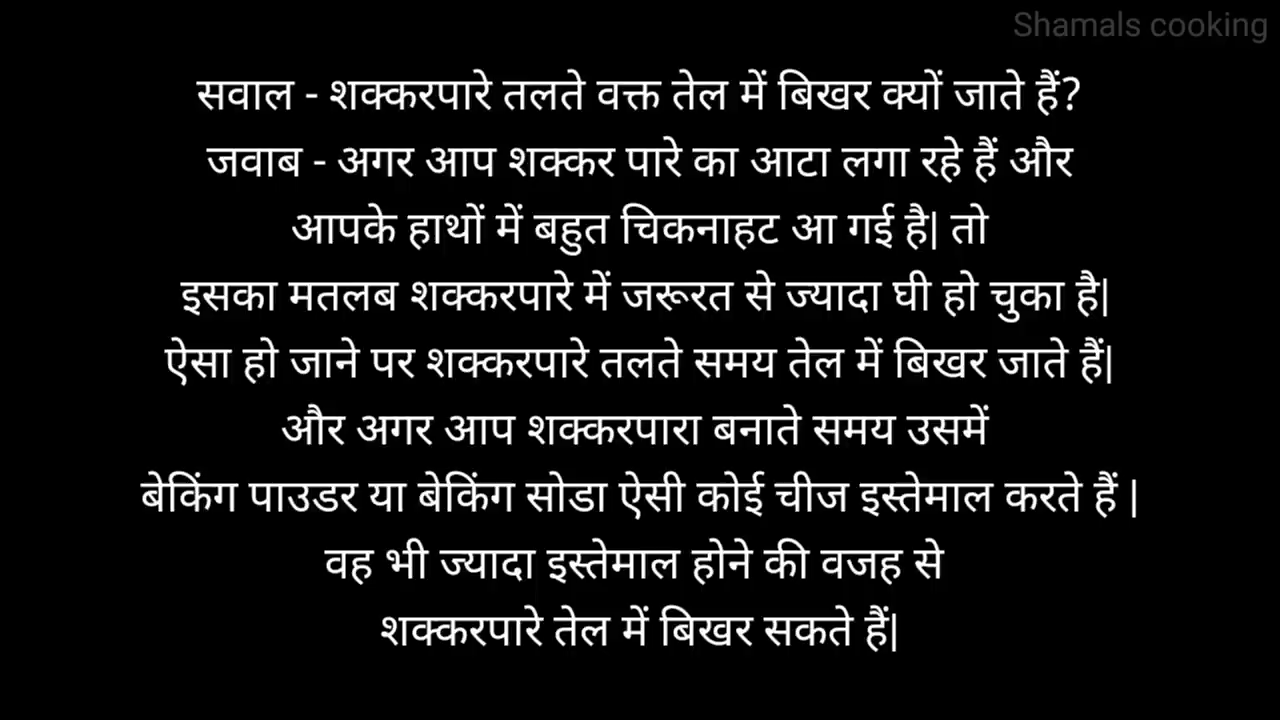 Shamals cooking
सवाल - शक्करपारे तलते वक्त तेल में बिखर क्यों जाते हैं?
जवाब - अगर आप शक्कर पारे का आटा लगा रहे हैं और
आपके हाथों में बहुत चिकनाहट आ गई है| तो
इसका मतलब शक्करपारे में जरूरत से ज्यादा घी हो चुका है|
ऐसा हो जाने पर शक्करपारे तलते समय तेल में बिखर जाते हैं|
और अगर आप शक्करपारा बनाते समय उसमें
बेकिंग पाउडर या बेकिंग सोडा ऐसी कोई चीज इस्तेमाल करते हैं |
वह भी ज्यादा इस्तेमाल होने की वजह से
शक्करपारे तेल में बिखर सकते हैं|